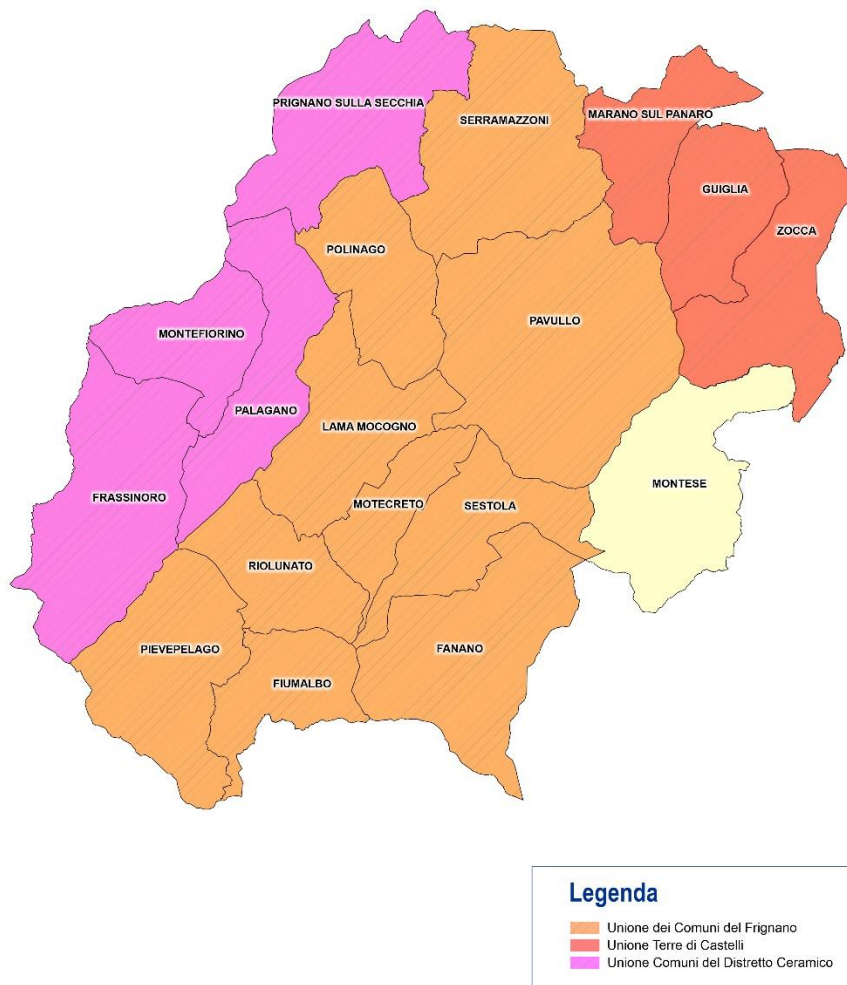 PRIGNANO SULLA SECCHIA
SERRAMAZZONI
MARANO SUL PANARO
GUIGLIA
ZOCCA
POLINAGO
PAVULLO
MONTEFIORINO
PALAGANO
LAMA MOCOGNO
MONTESE
FRASSINORO
MOTECRETO
SESTOLA
RIOLUNATO
PIEVEPELAGO
FANANO
FIUMALBO
Legenda
Unione dei Comuni del Frignano
Unione Terre di Castelli
Unione Comuni del Distretto Ceramico